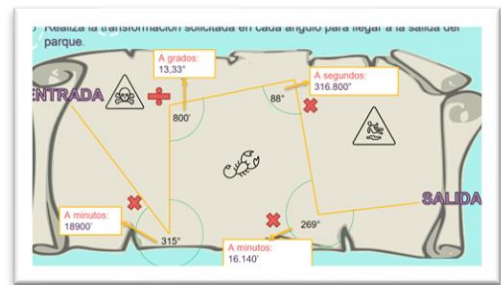 Realiza la transformación solicitada en cada ángulo para llegar a la salida del
parque.
A grados:
13,33°
A segundos:
316.800"
ENTRADA
88°
800'
SALIDA
A minutos:
18900'
269°
315°
A minutos:
16.140'